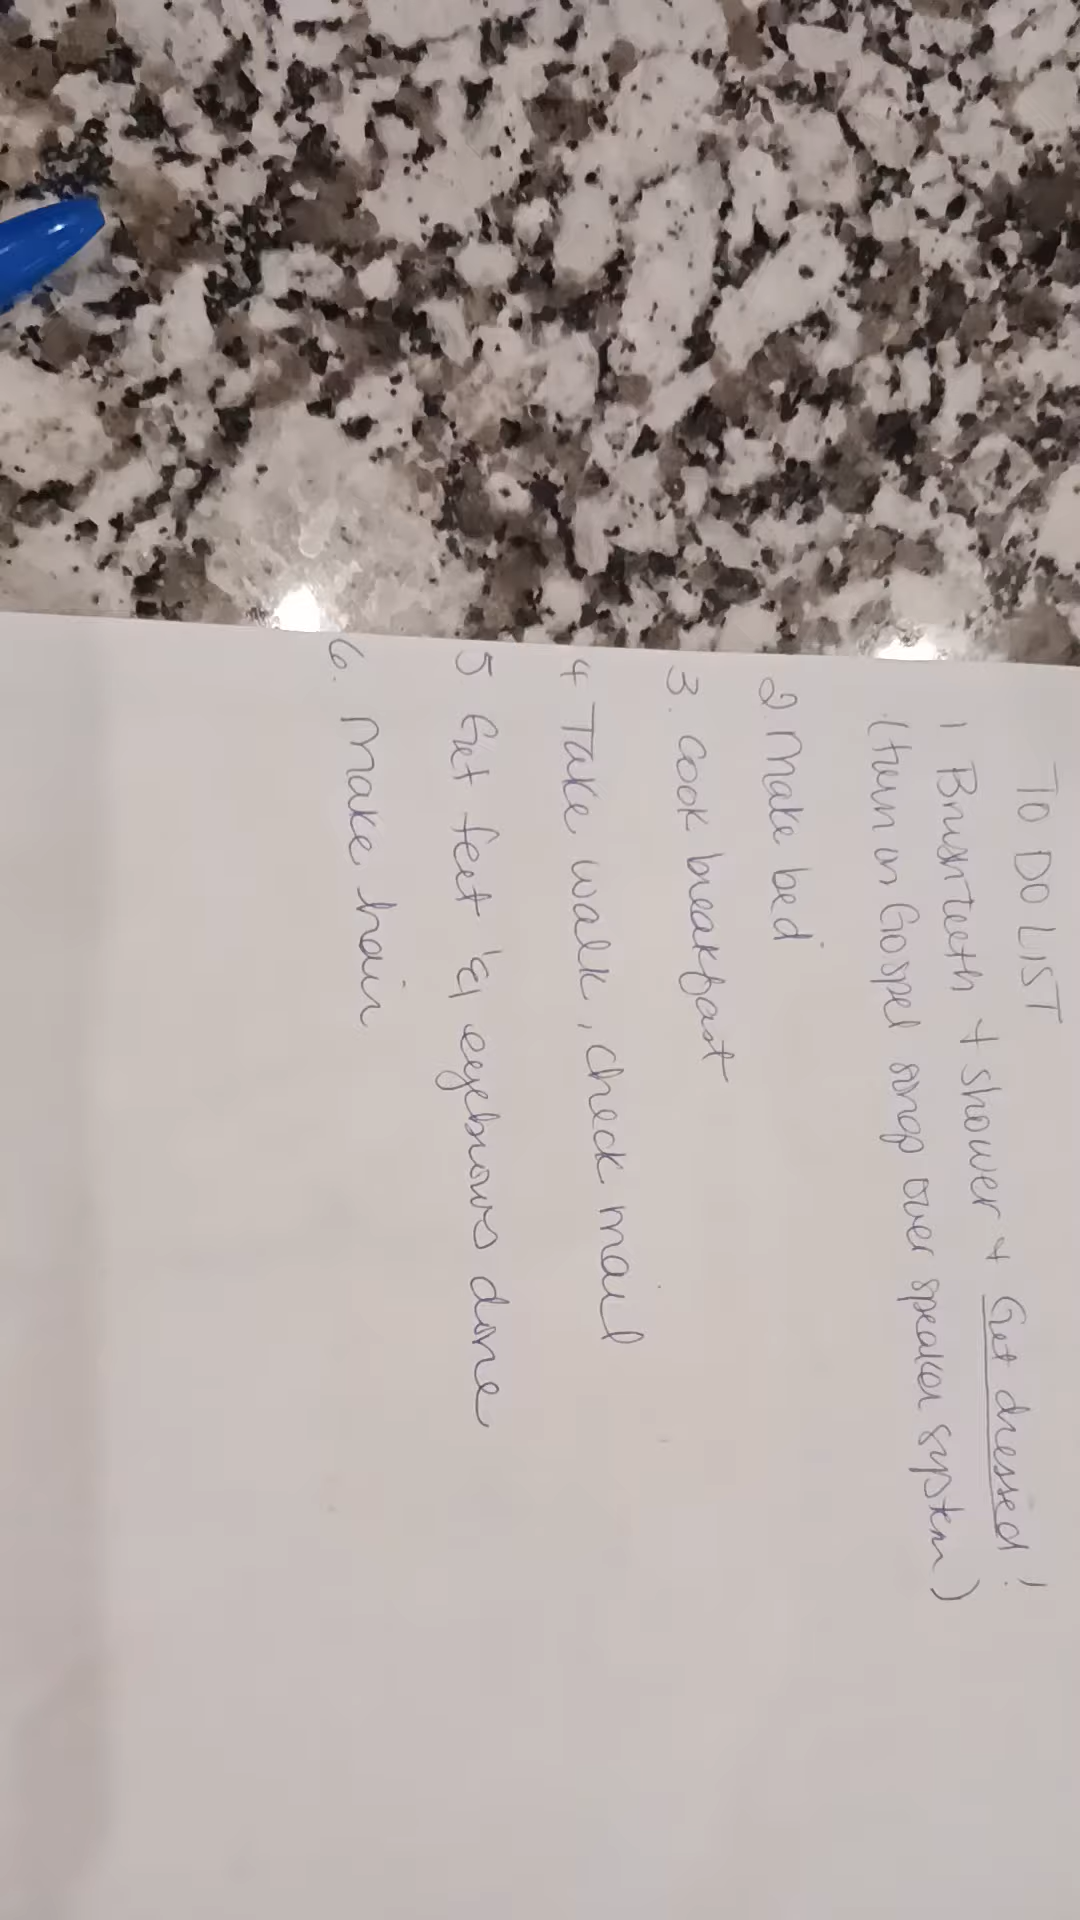 TO DO LIST
1 Brush teeth + shower + Get dressed!
(turn on Gospel songs over speaker system)
2. Make bed
3. Cook breakfast
4 Take walk, check mail
5 Get feet & eyebrows done
6. Make hair